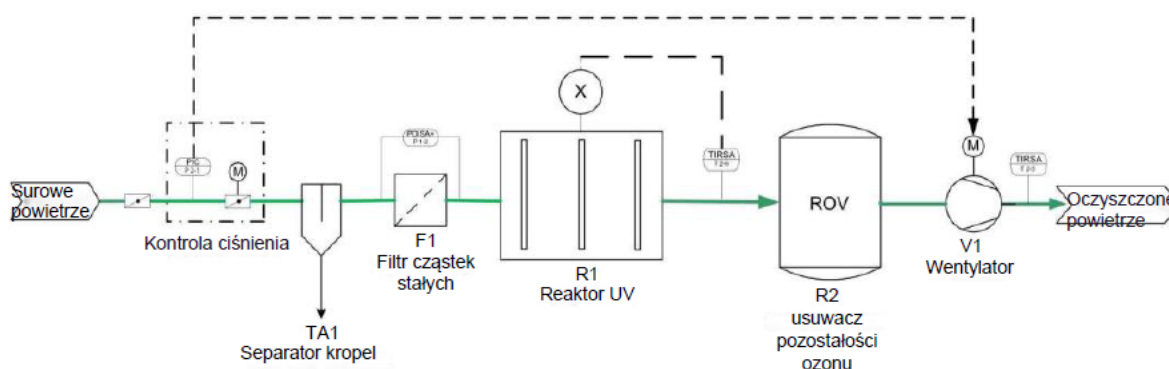 Surowe
powietrze
PIC
M
Kontrola ciśnienia
TA1
Separator kropel
PDISA+
F1
Filtr cząstek
stałych
X
R1
Reaktor UV
TIRSA
ROV
R2
usuwacz
pozostałości
ozonu
M
V1
Wentylator
TIRSA
Oczyszczone
powietrze